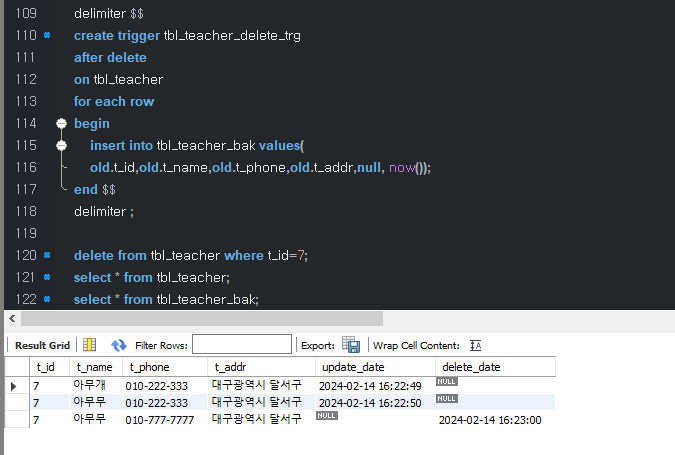 109 delimiter $$
110 create trigger tbl_teacher_delete_trg
111 after delete
112 on tbl_teacher
113 for each row
114 begin
115 insert into tbl_teacher_bak values(
116 old.t_id,old.t_name,old.t_phone,old.t_addr,null, now());
117 end $$
118 delimiter ;
119
120 delete from tbl_teacher where t_id=7;
121 select * from tbl_teacher;
122 select * from tbl_teacher_bak;
Result Grid Filter Rows: Export: Wrap Cell Content:
t_id t_name t_phone t_addr update_date delete_date
7 아무개 010-222-333 대구광역시 달서구 2024-02-14 16:22:49 NULL
7 아무무 010-222-333 대구광역시 달서구 2024-02-14 16:22:50 NULL
7 아무무 010-777-7777 대구광역시 달서구 NULL 2024-02-14 16:23:00